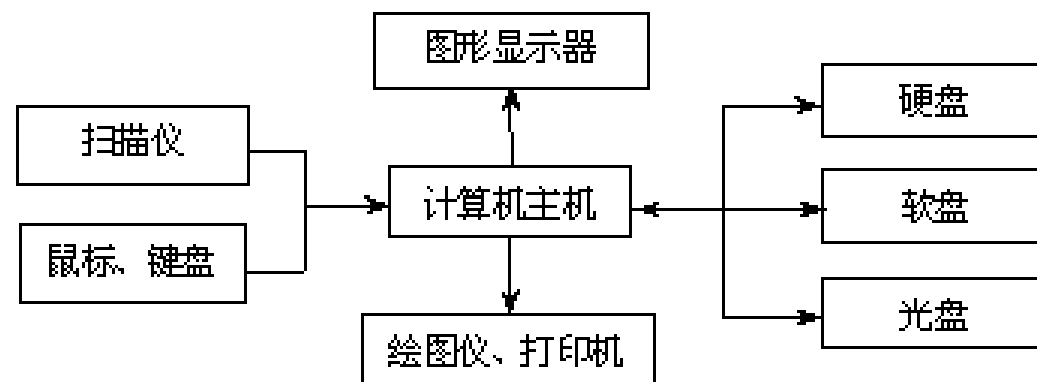 图形显示器
硬盘
扫描仪
计算机主机
软盘
鼠标、键盘
光盘
绘图仪、打印机